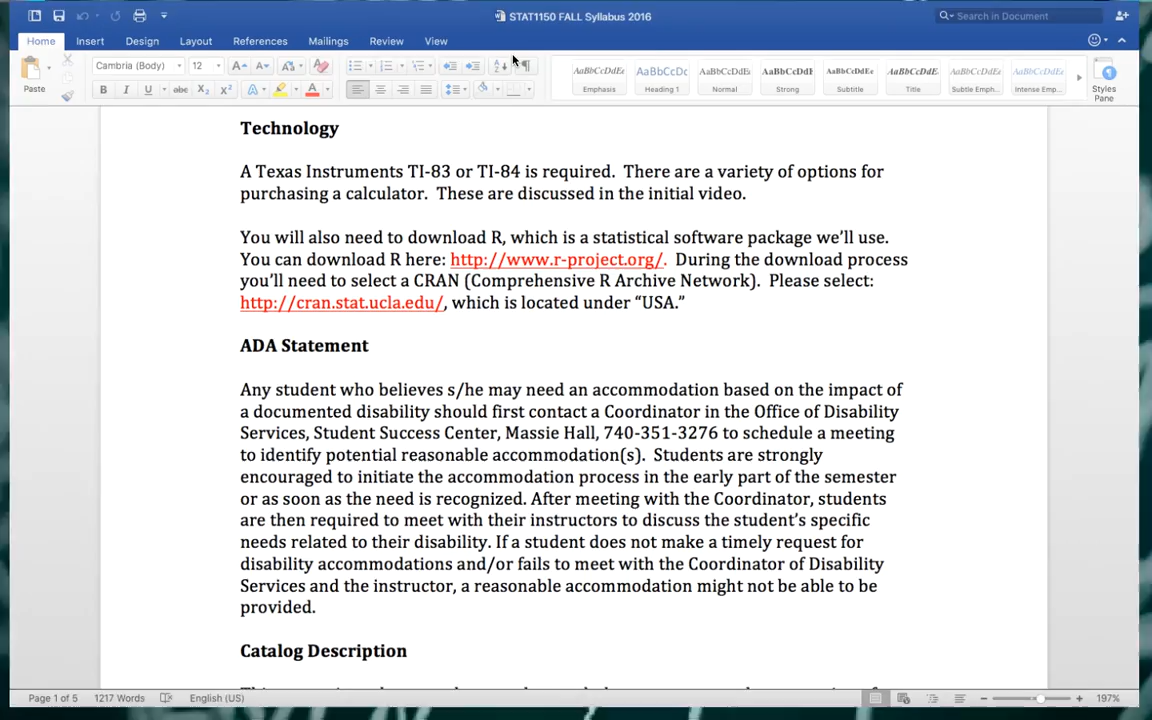 STAT1150 FALL Syllabus 2016
Search in Document
Home Insert Design Layout References Mailings Review View
Paste
Cambria (Body) 12
AaBbCcDdEe AaBbCcDc AaBbCcDdEe AaBbCcDdE AaBbCcDdEe AaBbCcDdE AaBbCcDdEe AaBbCcDdEe
Emphasis Heading 1 Normal Strong Subtitle Title Subtle Emph... Intense Emp...
Styles
Pane
Technology
A Texas Instruments TI-83 or TI-84 is required.  There are a variety of options for
purchasing a calculator.  These are discussed in the initial video.
You will also need to download R, which is a statistical software package we’ll use.
You can download R here: http://www.r-project.org/.  During the download process
you’ll need to select a CRAN (Comprehensive R Archive Network).  Please select:
http://cran.stat.ucla.edu/, which is located under “USA.”
ADA Statement
Any student who believes s/he may need an accommodation based on the impact of
a documented disability should first contact a Coordinator in the Office of Disability
Services, Student Success Center, Massie Hall, 740-351-3276 to schedule a meeting
to identify potential reasonable accommodation(s).  Students are strongly
encouraged to initiate the accommodation process in the early part of the semester
or as soon as the need is recognized. After meeting with the Coordinator, students
are then required to meet with their instructors to discuss the student’s specific
needs related to their disability. If a student does not make a timely request for
disability accommodations and/or fails to meet with the Coordinator of Disability
Services and the instructor, a reasonable accommodation might not be able to be
provided.
Catalog Description
Page 1 of 5 1217 Words English (US) 197%